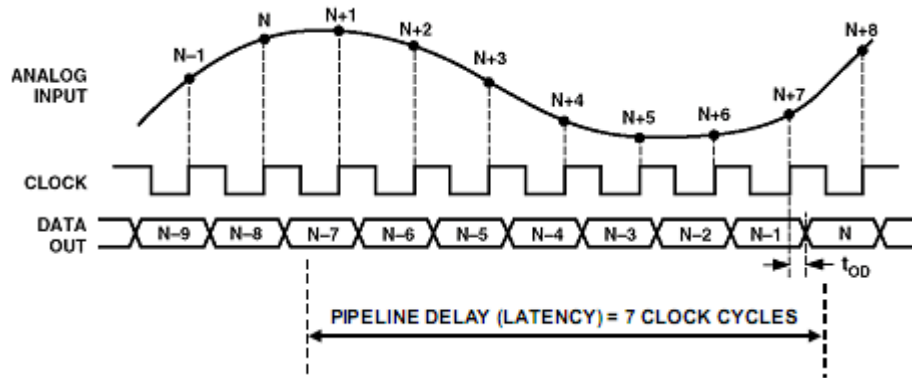 N–1
N
N+1
N+2
N+3
N+4
N+5
N+6
N+7
N+8
ANALOG
INPUT
CLOCK
DATA
OUT
N–9 N–8 N–7 N–6 N–5 N–4 N–3 N–2 N–1 N
tOD
PIPELINE DELAY (LATENCY) = 7 CLOCK CYCLES